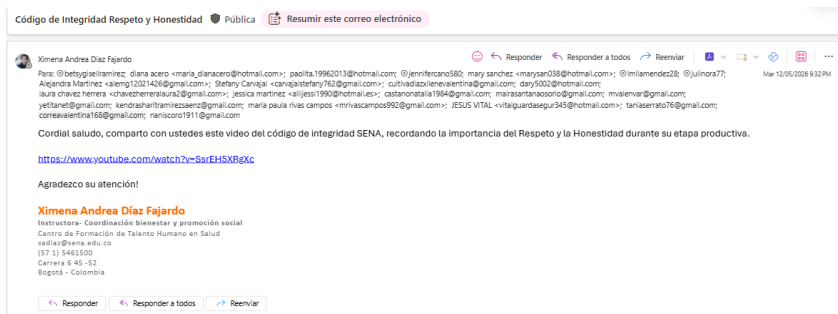 Código de Integridad Respeto y Honestidad Pública Resumir este correo electrónico
Ximena Andrea Díaz Fajardo
Responder Responder a todos Reenviar
Para: betsygiselramirez; diana acero <maria_dianacero@hotmail.com>; paolita.19962013@hotmail.com; jennifercano580; mary sanchez <marysan038@hotmail.com>; lmilamendez28; julinora77;
Mar 12/05/2026 9:32 PM
Alejandra Martinez <alemg12021426@gmail.com>; Stefany Carvajal <carvajalstefany762@gmail.com>; cultivadiazxilenevalentina@gmail.com; dary5002@hotmail.com;
laura chavez herrera <chavezherreralaura2@gmail.com>; jessica martinez <allijessi1990@hotmail.es>; castanonatalia1984@gmail.com; mairasantanaosorio@gmail.com; mvalenvar@gmail.com;
yetitanet@gmail.com; kendrasharitramirezsaenz@gmail.com; maria paula rivas campos <mrivascampos992@gmail.com>; JESUS VITAL <vitalguardasegur345@hotmail.com>; taniaserrato76@gmail.com;
correavalentina168@gmail.com; naniscoro1911@gmail.com
Cordial saludo, comparto con ustedes este video del código de integridad SENA, recordando la importancia del Respeto y la Honestidad durante su etapa productiva.
https://www.youtube.com/watch?v=SsrEH5XRgXc
Agradezco su atención!
Ximena Andrea Díaz Fajardo
Instructora- Coordinación bienestar y promoción social
Centro de Formación de Talento Humano en Salud
xadiaz@sena.edu.co
(57 1) 5461500
Carrera 6 45 -52
Bogotá - Colombia
Responder Responder a todos Reenviar